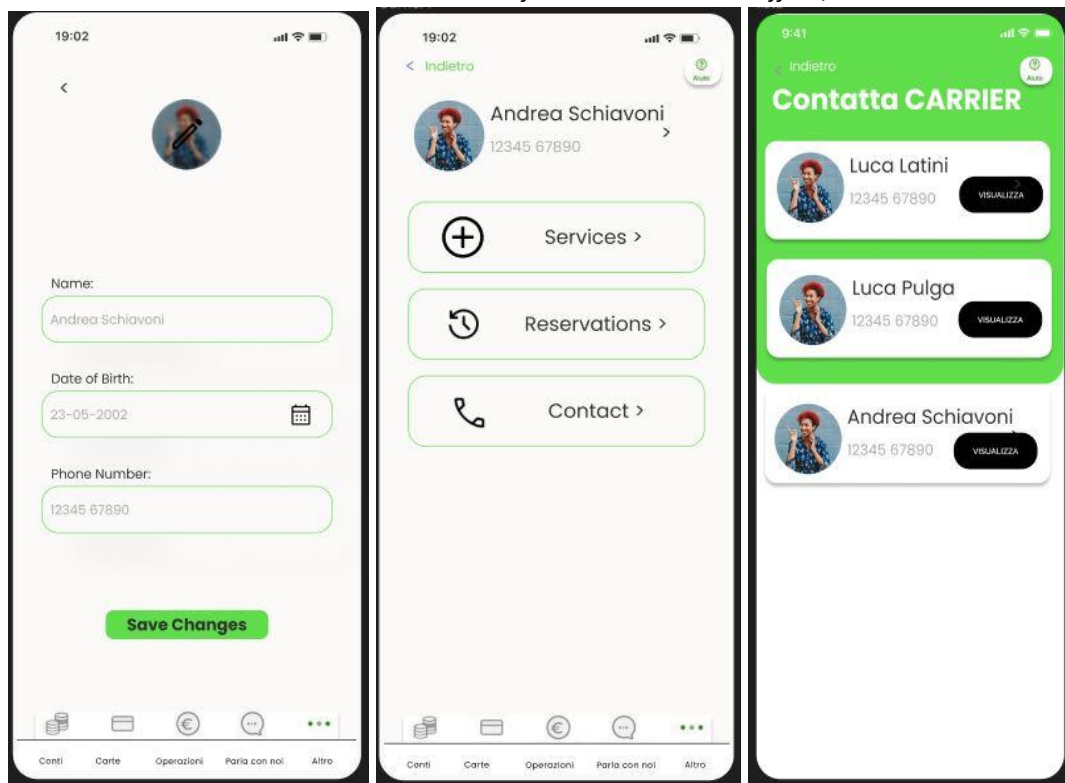 19:02
Name:
Andrea Schiavoni
Date of Birth:
23-05-2002
Phone Number:
12345 67890
Save Changes
Conti Carte Operazioni Parla con noi Altro
19:02
< Indietro
Aiuto
Andrea Schiavoni
>
12345 67890
Services >
Reservations >
Contact >
Conti Carte Operazioni Parla con noi Altro
9:41
< Indietro
Aiuto
Contatta CARRIER
Luca Latini
12345 67890
VISUALIZZA
Luca Pulga
12345 67890
VISUALIZZA
Andrea Schiavoni
12345 67890
VISUALIZZA